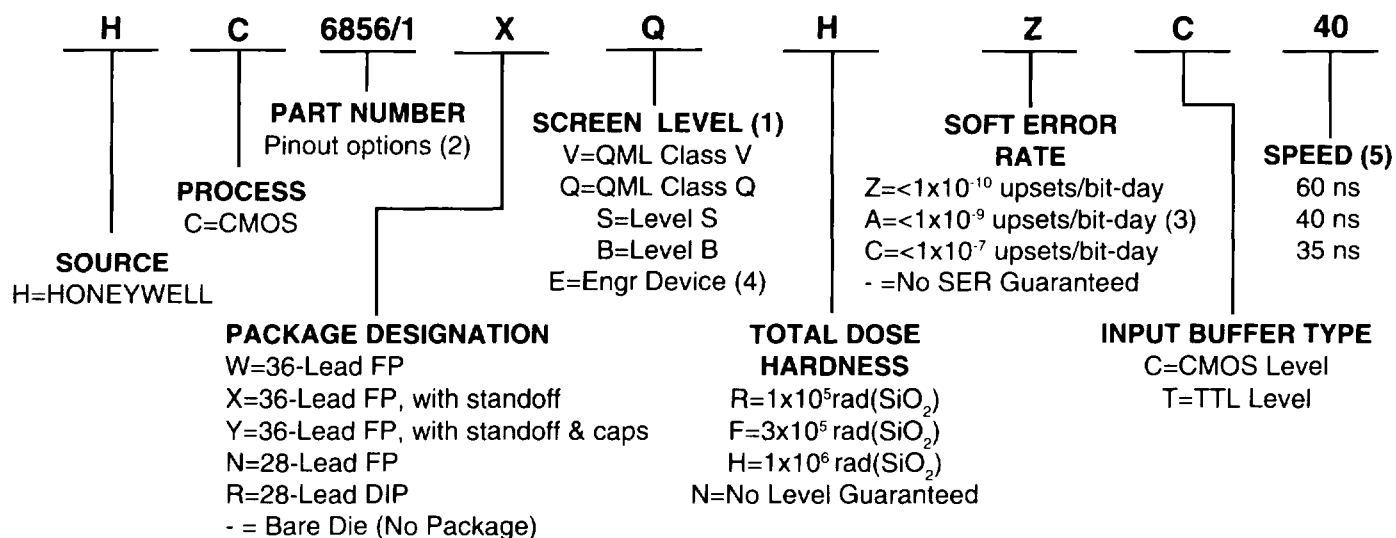 H C 6856/1 X Q H Z C 40
PART NUMBER
Pinout options (2)
PROCESS
C=CMOS
SOURCE
H=HONEYWELL
SCREEN LEVEL (1)
V=QML Class V
Q=QML Class Q
S=Level S
B=Level B
E=Engr Device (4)
SOFT ERROR
RATE
Z=<1x10⁻¹⁰ upsets/bit-day
A=<1x10⁻⁹ upsets/bit-day (3)
C=<1x10⁻⁷ upsets/bit-day
- =No SER Guaranteed
SPEED (5)
60 ns
40 ns
35 ns
PACKAGE DESIGNATION
W=36-Lead FP
X=36-Lead FP, with standoff
Y=36-Lead FP, with standoff & caps
N=28-Lead FP
R=28-Lead DIP
- = Bare Die (No Package)
TOTAL DOSE
HARDNESS
R=1x10⁵rad(SiO₂)
F=3x10⁵ rad(SiO₂)
H=1x10⁶ rad(SiO₂)
N=No Level Guaranteed
INPUT BUFFER TYPE
C=CMOS Level
T=TTL Level